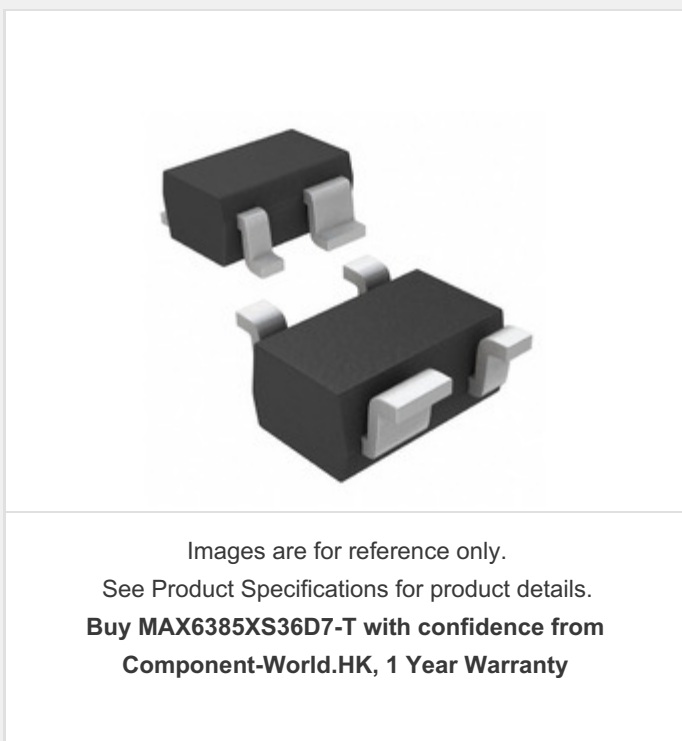 Images are for reference only.
See Product Specifications for product details.
Buy MAX6385XS36D7-T with confidence from
Component-World.HK, 1 Year Warranty